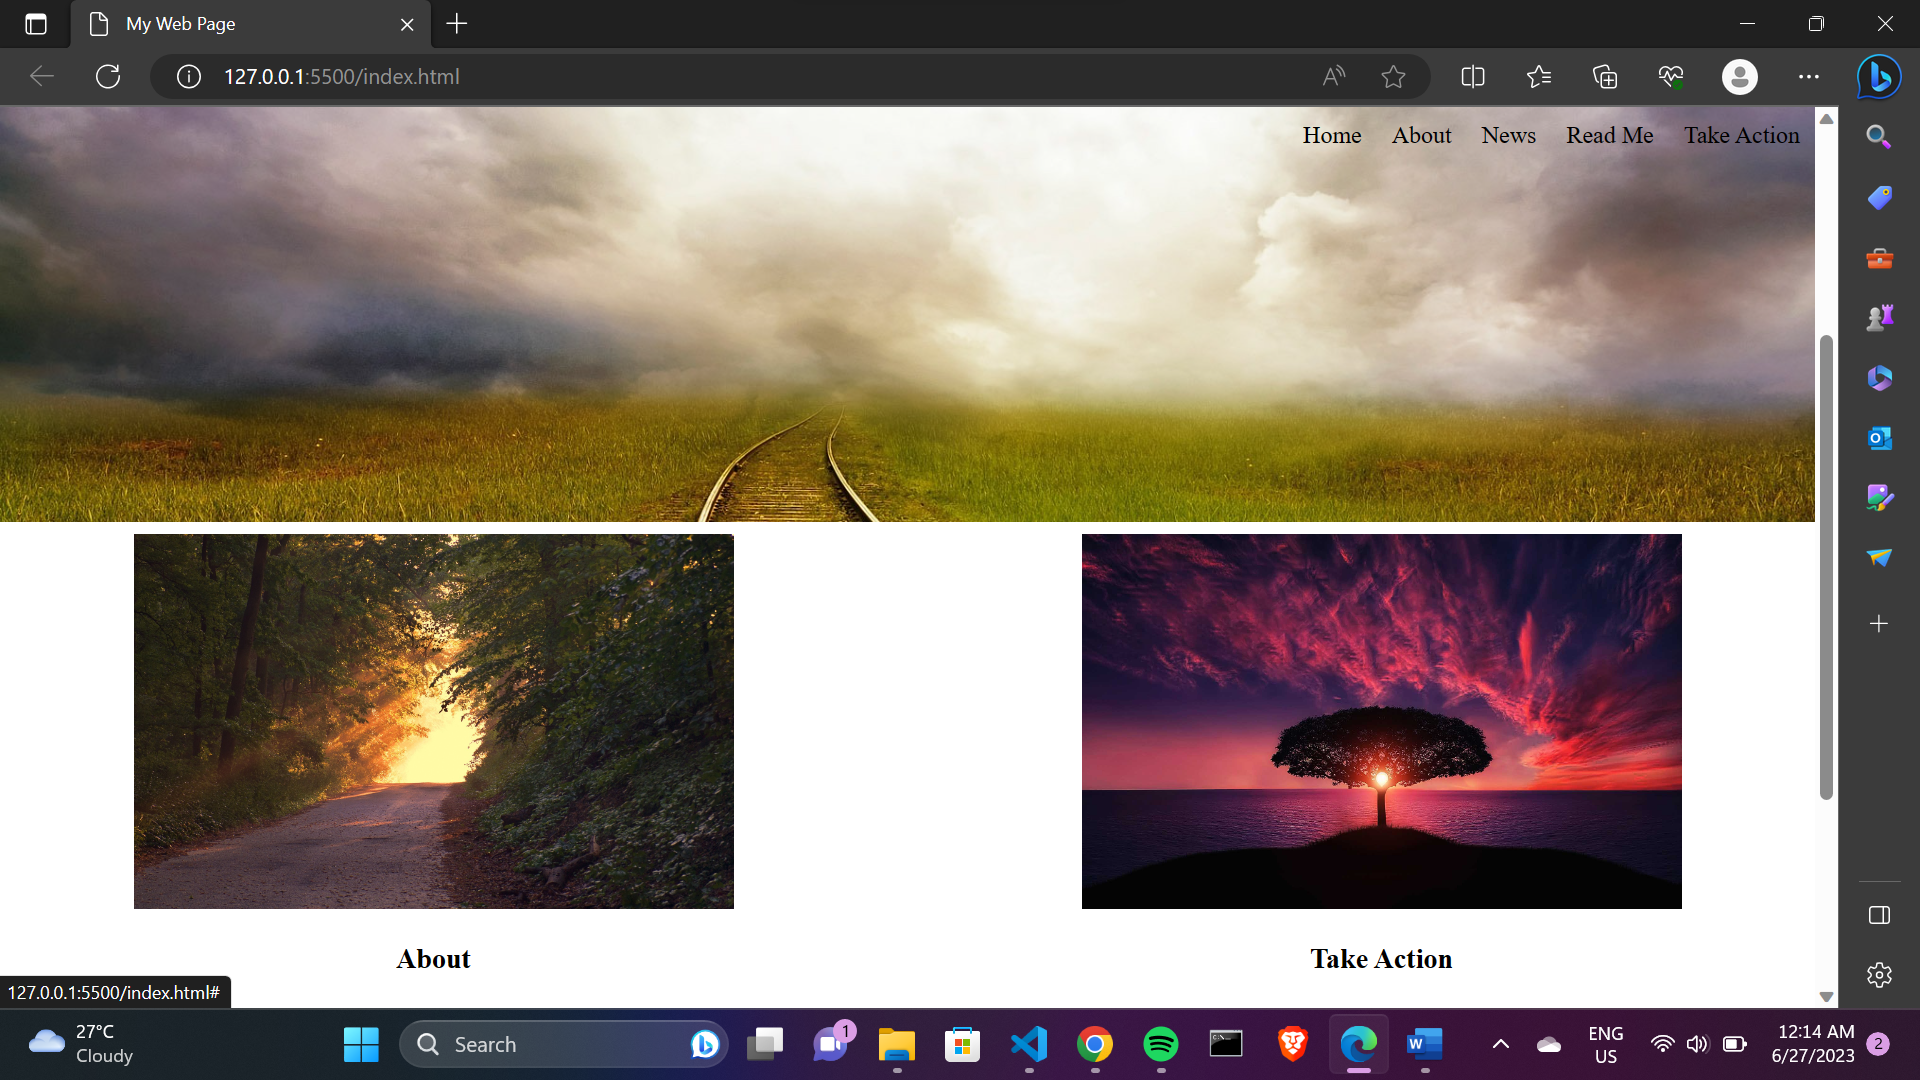 My Web Page
127.0.0.1:5500/index.html
Home About News Read Me Take Action
About
Take Action
127.0.0.1:5500/index.html#
27°C
Cloudy
Search
1
ENG
US
12:14 AM
6/27/2023
2